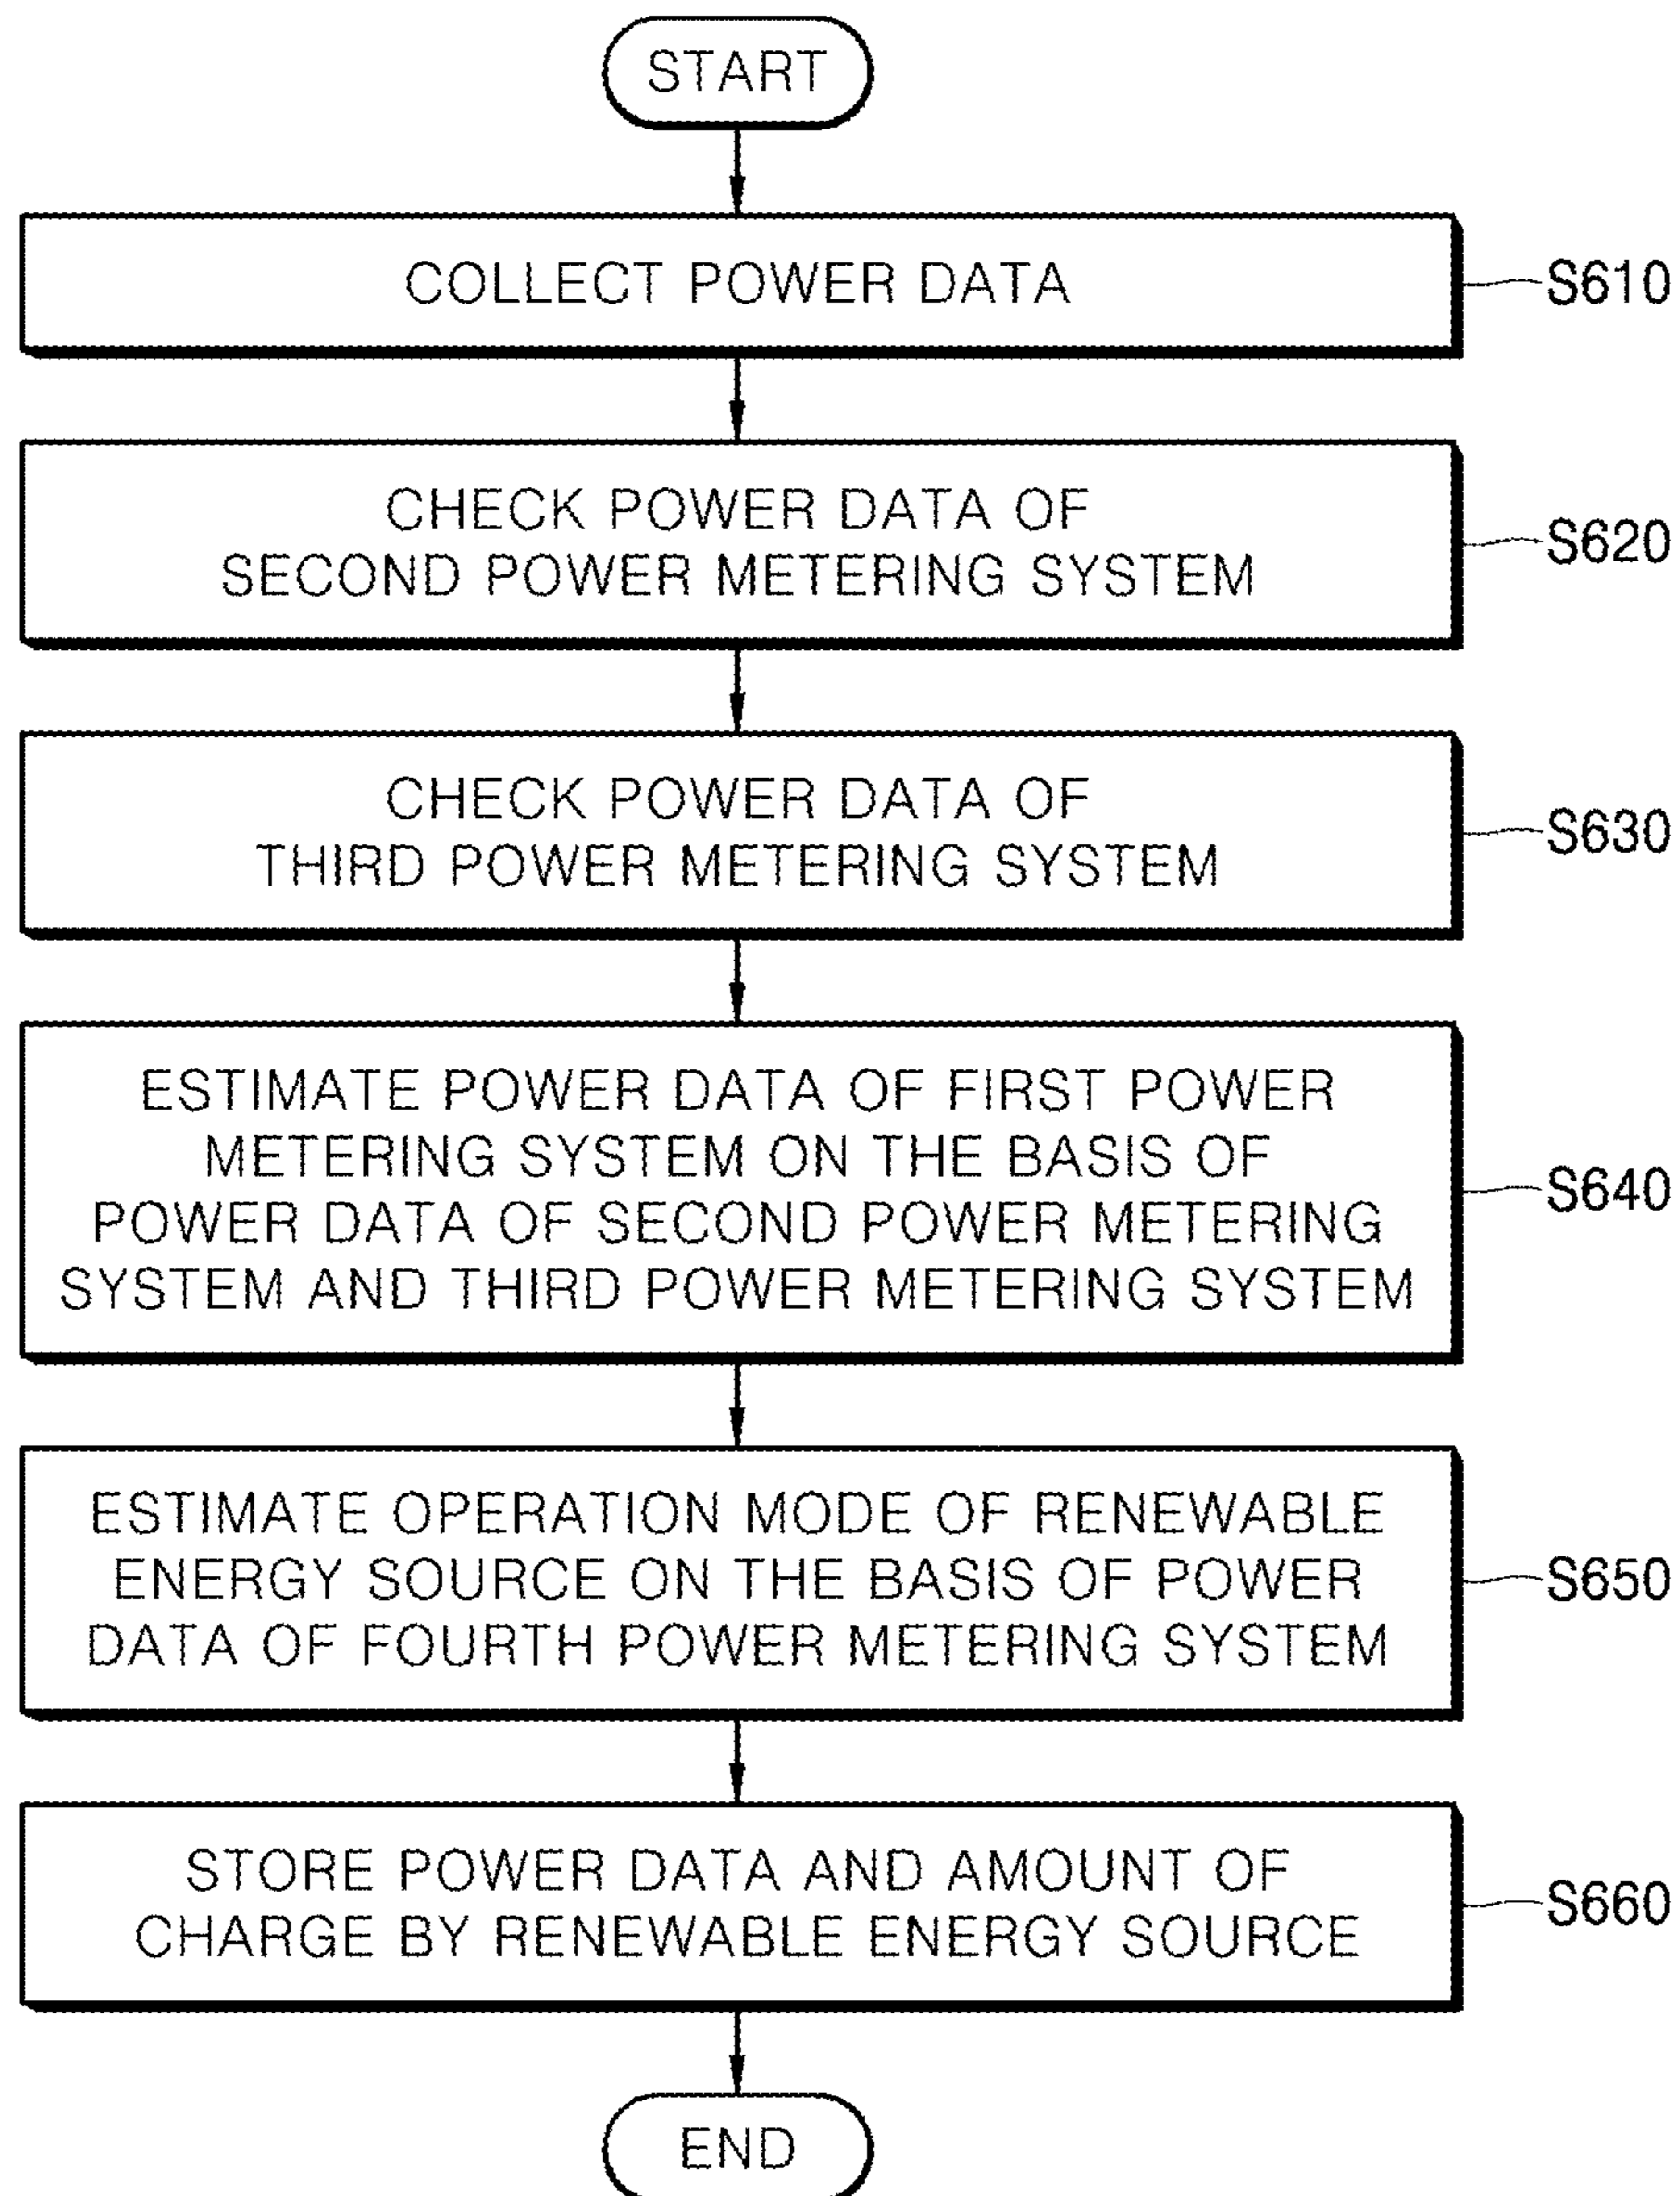 START
COLLECT POWER DATA
S610
CHECK POWER DATA OF
SECOND POWER METERING SYSTEM
S620
CHECK POWER DATA OF
THIRD POWER METERING SYSTEM
S630
ESTIMATE POWER DATA OF FIRST POWER
METERING SYSTEM ON THE BASIS OF
POWER DATA OF SECOND POWER METERING
SYSTEM AND THIRD POWER METERING SYSTEM
S640
ESTIMATE OPERATION MODE OF RENEWABLE
ENERGY SOURCE ON THE BASIS OF POWER
DATA OF FOURTH POWER METERING SYSTEM
S650
STORE POWER DATA AND AMOUNT OF
CHARGE BY RENEWABLE ENERGY SOURCE
S660
END